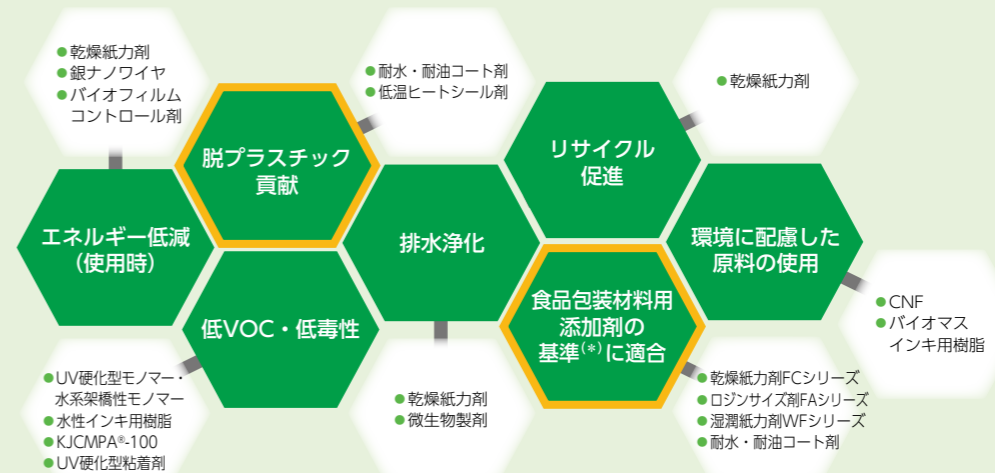 ● 乾燥紙力剤
● 銀ナノワイヤ
● バイオフィルム
コントロール剤
● 耐水・耐油コート剤
● 低温ヒートシール剤
● 乾燥紙力剤
脱プラスチック
貢献
リサイクル
促進
エネルギー低減
（使用時）
排水浄化
環境に配慮した
原料の使用
低VOC・低毒性
食品包装材料用
添加剤の
基準(*)に適合
● CNF
● バイオマス
インキ用樹脂
● UV硬化型モノマー・
水系架橋性モノマー
● 水性インキ用樹脂
● KJCMPA®-100
● UV硬化型粘着剤
● 乾燥紙力剤
● 微生物製剤
● 乾燥紙力剤FCシリーズ
● ロジンサイズ剤FAシリーズ
● 湿潤紙力剤WFシリーズ
● 耐水・耐油コート剤